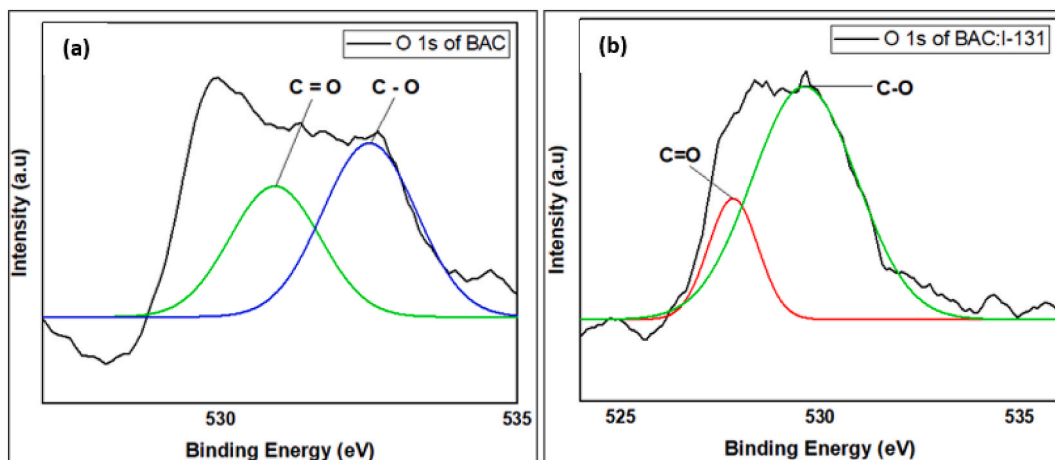 (a)
O 1s of BAC
C = O
C - O
Intensity (a.u)
530
535
Binding Energy (eV)
(b)
O 1s of BAC:I-131
C-O
C=O
Intensity (a.u)
525
530
535
Binding Energy (eV)